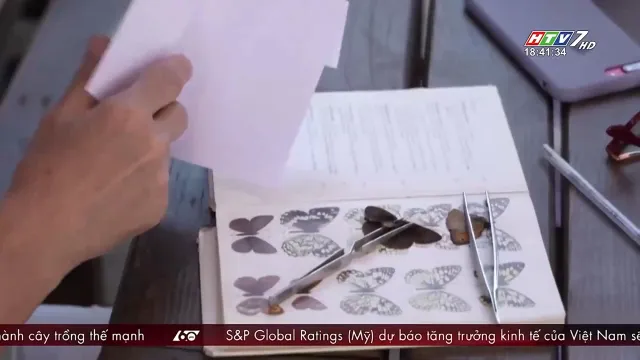 HTV7 HD
18:41:34
hành cây trồng thế mạnh
60
S&P Global Ratings (Mỹ) dự báo tăng trưởng kinh tế của Việt Nam sẽ